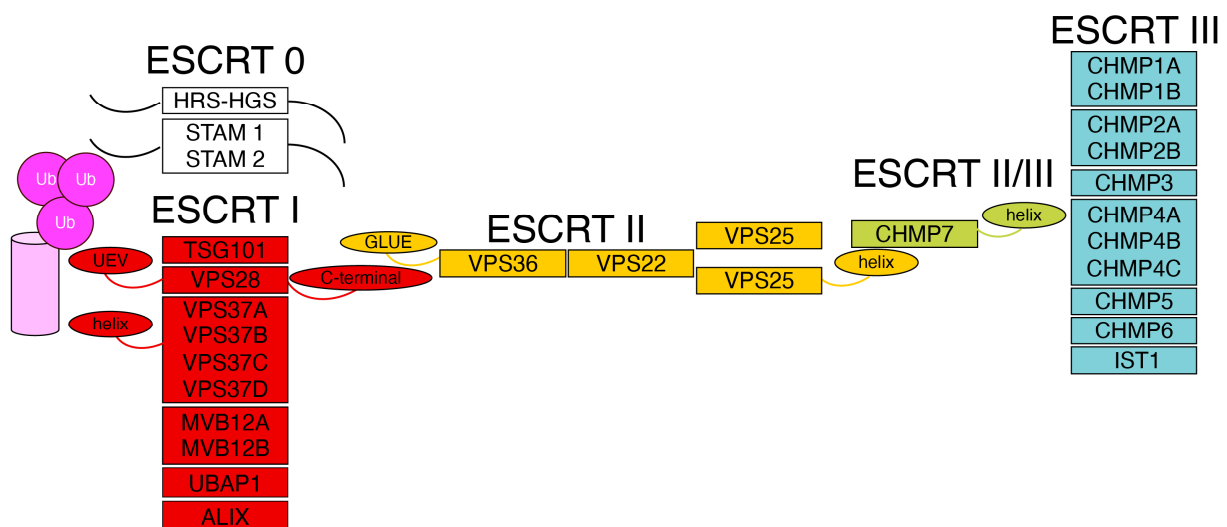 ESCRT 0
HRS-HGS
STAM 1
STAM 2
Ub
Ub
Ub
ESCRT I
TSG101
UEV
VPS28
C-terminal
VPS37A
helix
VPS37B
VPS37C
VPS37D
MVB12A
MVB12B
UBAP1
ALIX
ESCRT II
GLUE
VPS36
VPS22
VPS25
VPS25
helix
ESCRT II/III
CHMP7
helix
ESCRT III
CHMP1A
CHMP1B
CHMP2A
CHMP2B
CHMP3
CHMP4A
CHMP4B
CHMP4C
CHMP5
CHMP6
IST1